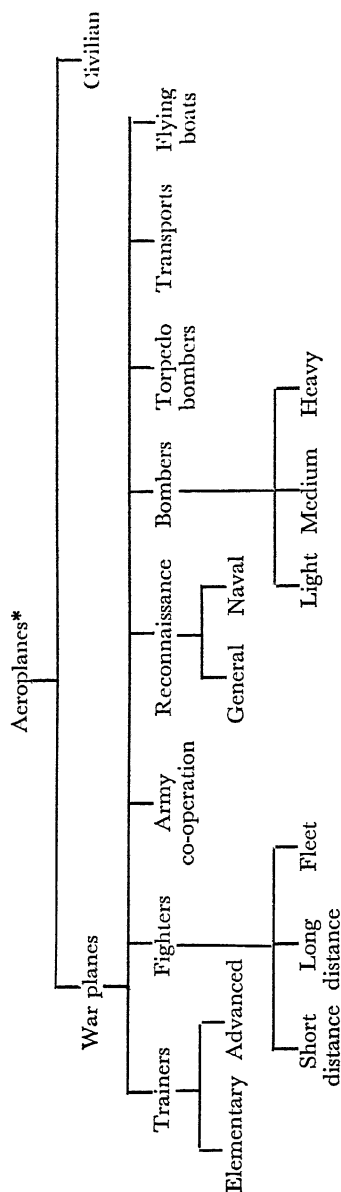 Aeroplanes*
War planes
Civilian
Trainers
Fighters
Army
co-operation
Reconnaissance
Bombers
Torpedo
bombers
Transports
Flying
boats
Elementary
Advanced
Short
distance
Long
distance
Fleet
General
Naval
Light
Medium
Heavy